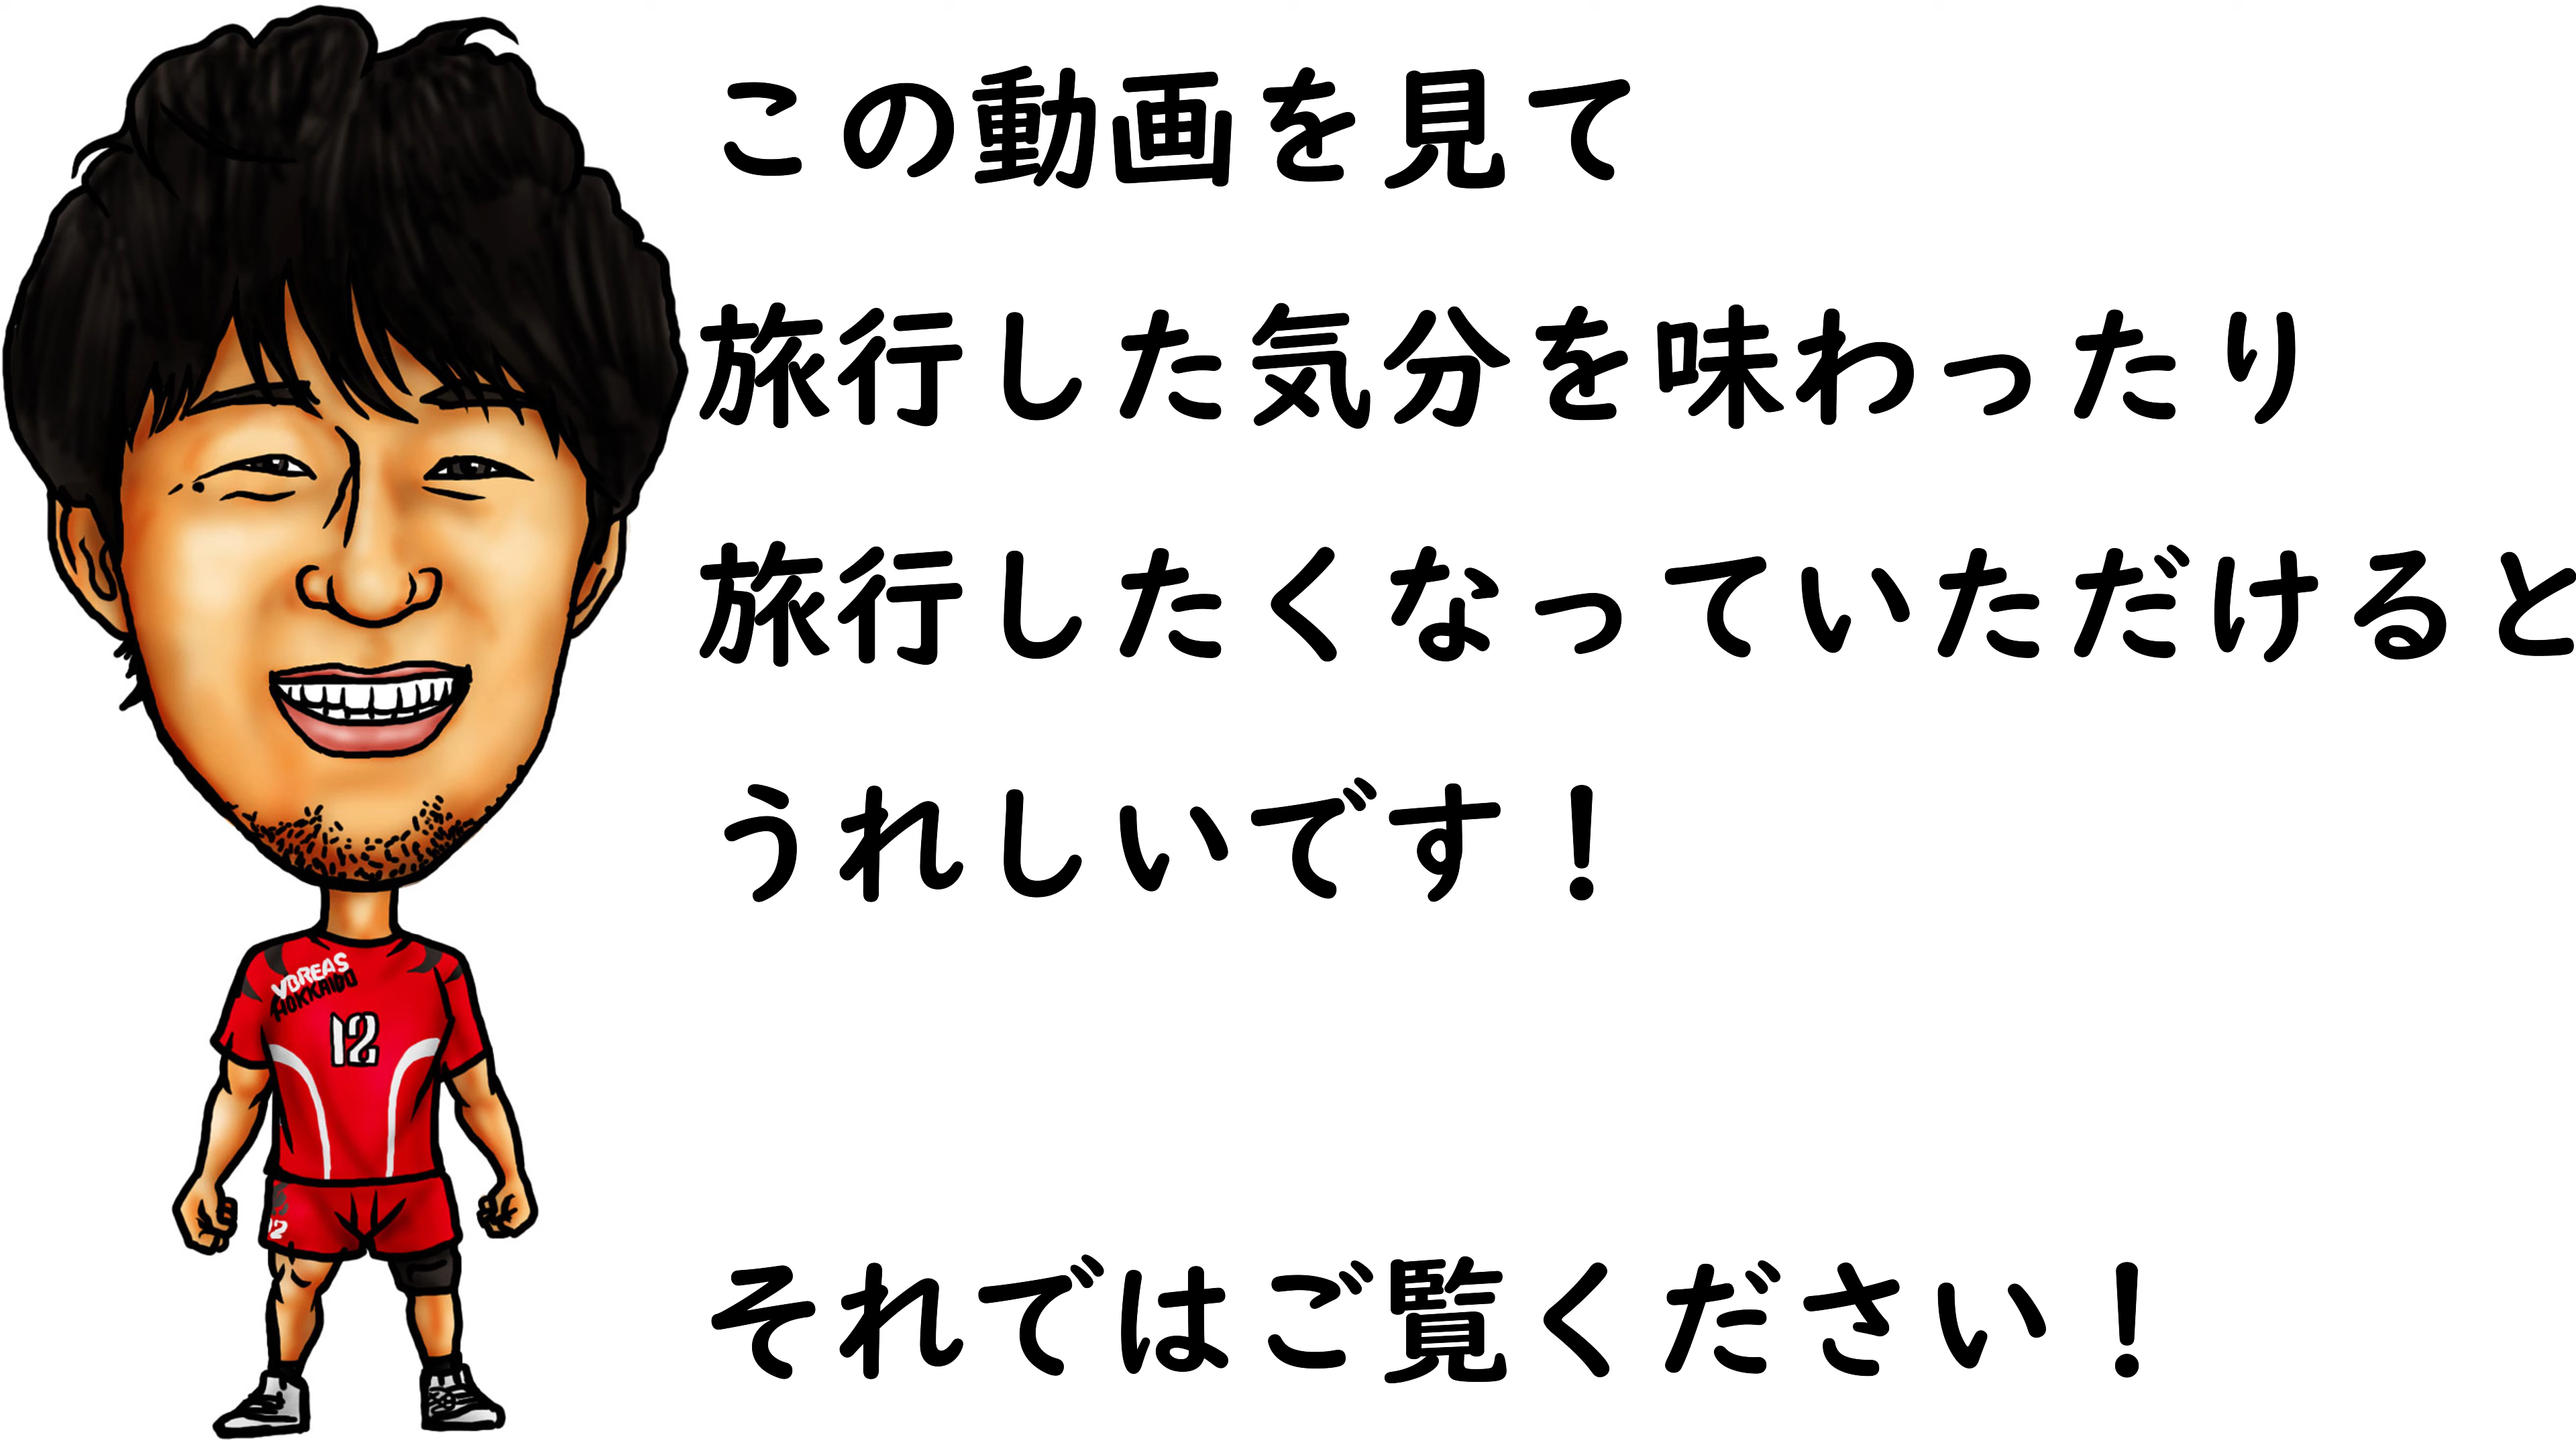 この動画を見て
旅行した気分を味わったり
旅行したくなっていただけると
うれしいです！
それではご覧ください！
VOREAS
HOKKAIDO
12
12